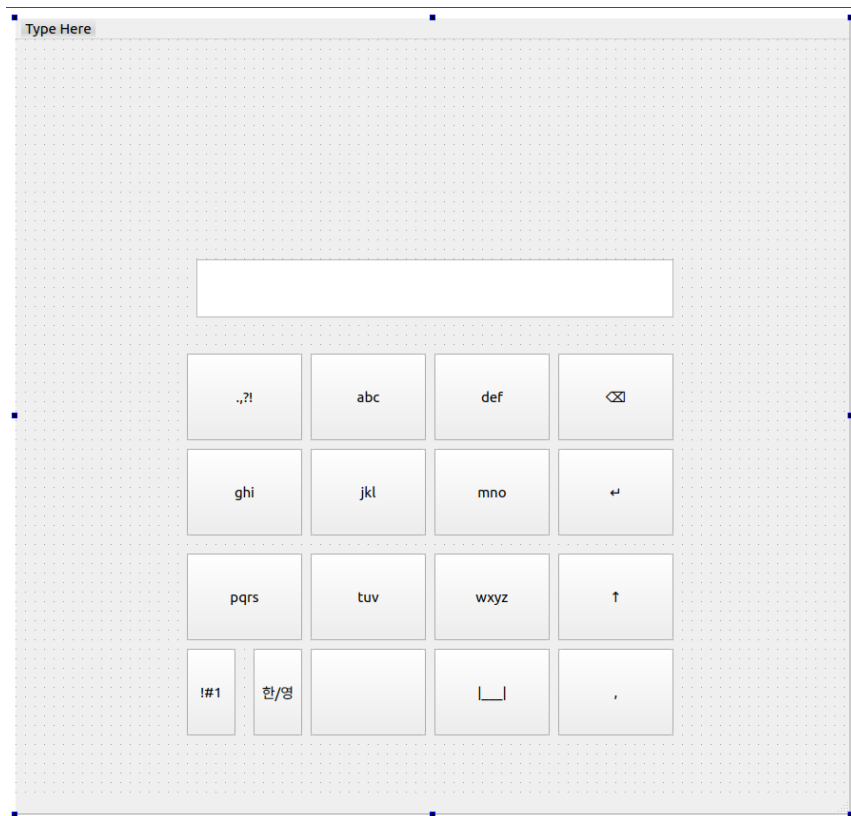 Type Here
.,?! abc def ⌫
ghi jkl mno ↵
pqrs tuv wxyz ↑
!#1 한/영 |___| ,